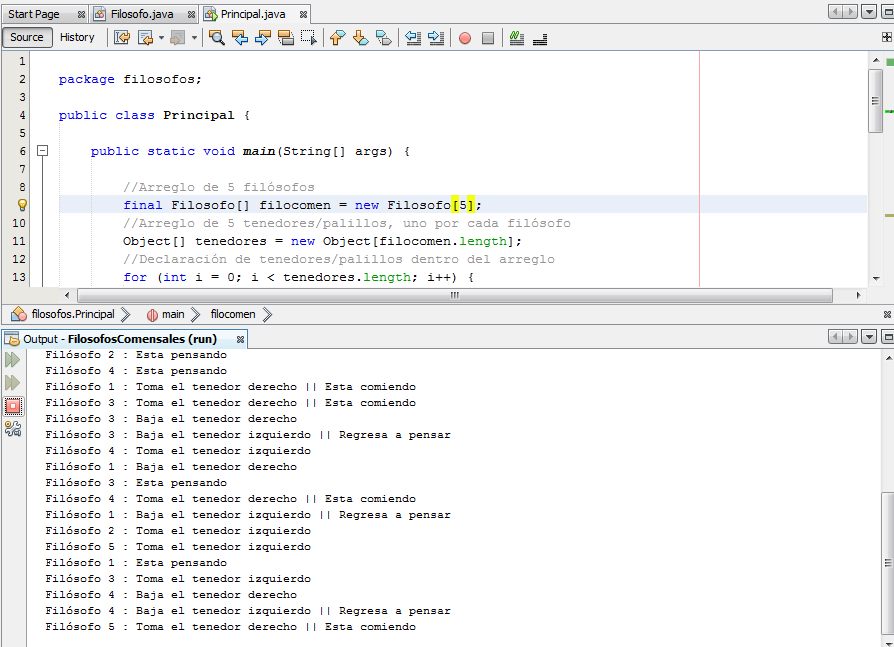 Start Page Filosofo.java Principal.java
Source History
1
2 package filosofos;
3
4 public class Principal {
5
6 public static void main(String[] args) {
7
8 //Arreglo de 5 filósofos
final Filosofo[] filocomen = new Filosofo[5];
10 //Arreglo de 5 tenedores/palillos, uno por cada filósofo
11 Object[] tenedores = new Object[filocomen.length];
12 //Declaración de tenedores/palillos dentro del arreglo
13 for (int i = 0; i < tenedores.length; i++) {
filosofos.Principal main filocomen
Output - FilosofosComensales (run)
Filósofo 2 : Esta pensando
Filósofo 4 : Esta pensando
Filósofo 1 : Toma el tenedor derecho || Esta comiendo
Filósofo 3 : Toma el tenedor derecho || Esta comiendo
Filósofo 3 : Baja el tenedor derecho
Filósofo 3 : Baja el tenedor izquierdo || Regresa a pensar
Filósofo 4 : Toma el tenedor izquierdo
Filósofo 1 : Baja el tenedor derecho
Filósofo 3 : Esta pensando
Filósofo 4 : Toma el tenedor derecho || Esta comiendo
Filósofo 1 : Baja el tenedor izquierdo || Regresa a pensar
Filósofo 2 : Toma el tenedor izquierdo
Filósofo 5 : Toma el tenedor izquierdo
Filósofo 1 : Esta pensando
Filósofo 3 : Toma el tenedor izquierdo
Filósofo 4 : Baja el tenedor derecho
Filósofo 4 : Baja el tenedor izquierdo || Regresa a pensar
Filósofo 5 : Toma el tenedor derecho || Esta comiendo